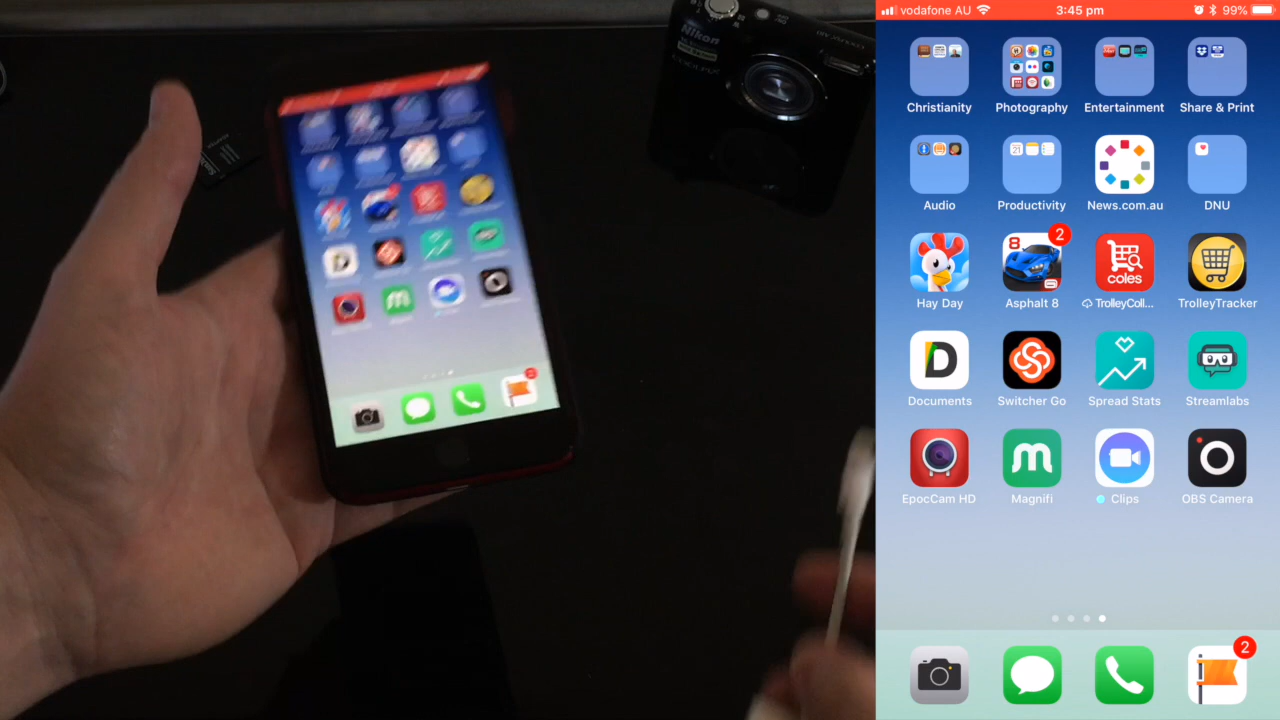 Nikon
COOLPIX
vodafone AU
3:45 pm
99%
Christianity
Photography
Entertainment
Share & Print
21
Audio
Productivity
News.com.au
DNU
8
2
coles
Hay Day
Asphalt 8
TrolleyColl...
TrolleyTracker
D
Documents
Switcher Go
Spread Stats
Streamlabs
m
EpocCam HD
Magnifi
Clips
OBS Camera
2